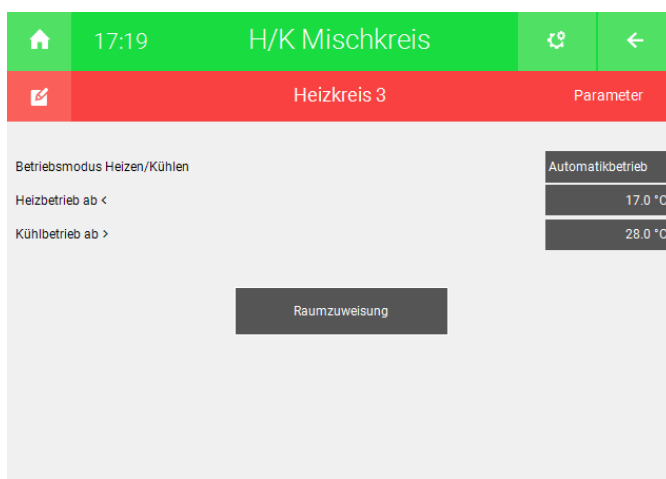 17:19 H/K Mischkreis
Heizkreis 3 Parameter
Betriebsmodus Heizen/Kühlen Automatikbetrieb
Heizbetrieb ab < 17.0 °C
Kühlbetrieb ab > 28.0 °C
Raumzuweisung